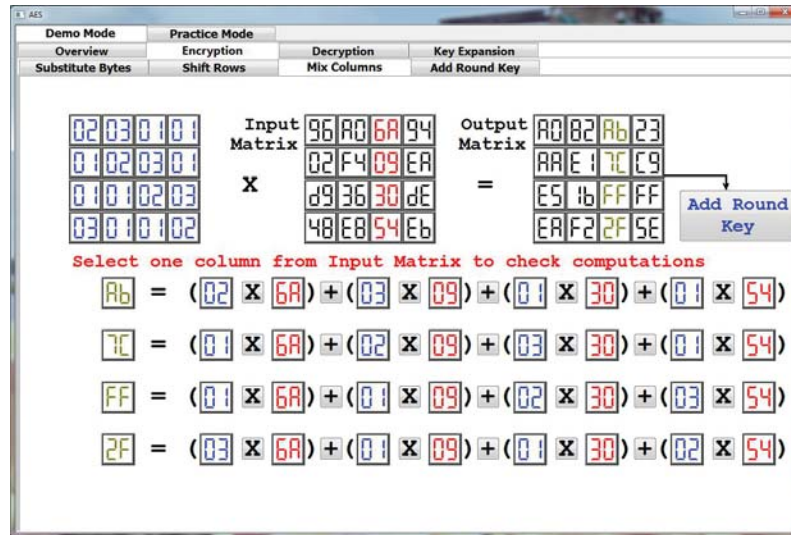 AES
Demo Mode Practice Mode
Overview Encryption Decryption Key Expansion
Substitute Bytes Shift Rows Mix Columns Add Round Key
02 03 01 01 Input Matrix 96 A0 6A 94 Output Matrix A0 82 Ab 23
01 02 03 01 02 F4 09 EA AA E1 7C C9
X =
01 01 02 03 d9 36 30 dE E5 1b FF FF
03 01 01 02 48 E8 54 Eb EA F2 2F 5E
Add Round
Key
Select one column from Input Matrix to check computations
Ab = (02 X 6A) + (03 X 09) + (01 X 30) + (01 X 54)
7C = (01 X 6A) + (02 X 09) + (03 X 30) + (01 X 54)
FF = (01 X 6A) + (01 X 09) + (02 X 30) + (03 X 54)
2F = (03 X 6A) + (01 X 09) + (01 X 30) + (02 X 54)